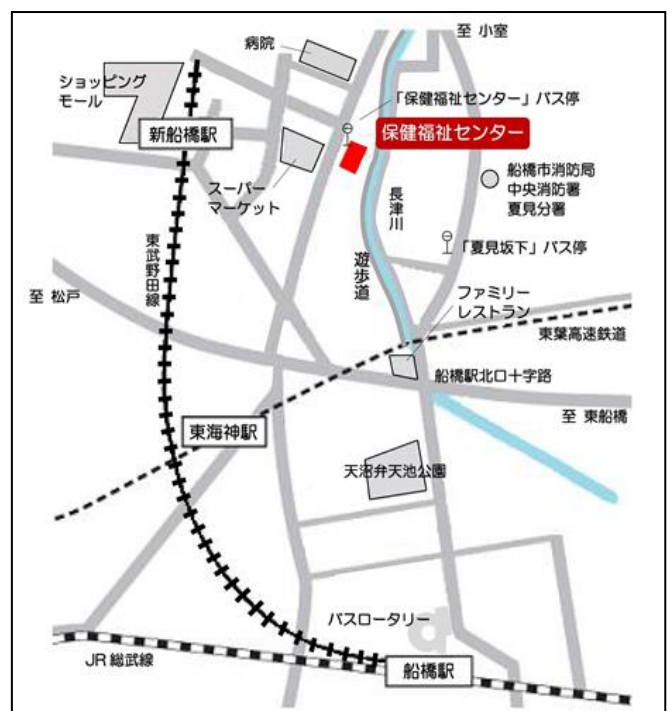 至 小室
病院
ショッピング
モール
「保健福祉センター」バス停
新船橋駅
保健福祉センター
スーパー
マーケット
船橋市消防局
中央消防署
夏見分署
長津川
遊歩道
「夏見坂下」バス停
東武野田線
至 松戸
ファミリー
レストラン
東葉高速鉄道
船橋駅北口十字路
至 東船橋
東海神駅
天沼弁天池公園
バスロータリー
JR 総武線
船橋駅